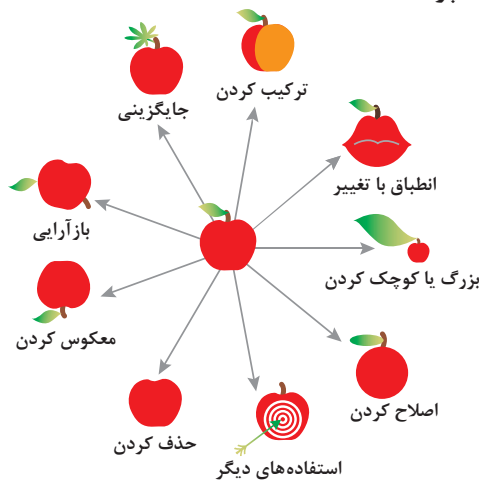 ترکیب کردن
جایگزینی
انطباق با تغییر
بازآرایی
بزرگ یا کوچک کردن
معکوس کردن
اصلاح کردن
حذف کردن
استفاده‌های دیگر